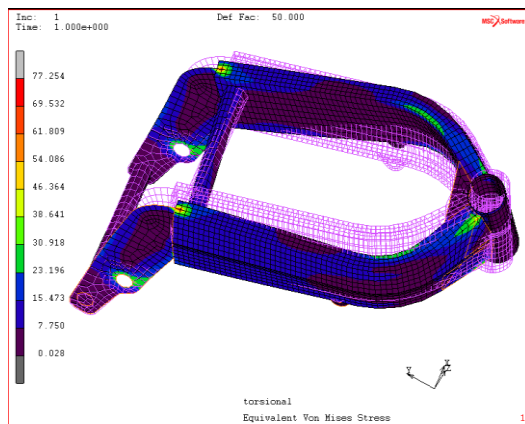 Inc: 1 Def Fac: 50.000
Time: 1.000e+000
MSC Software
77.254
69.532
61.809
54.086
46.364
38.641
30.918
23.196
15.473
7.750
0.028
torsional
Equivalent Von Mises Stress
1